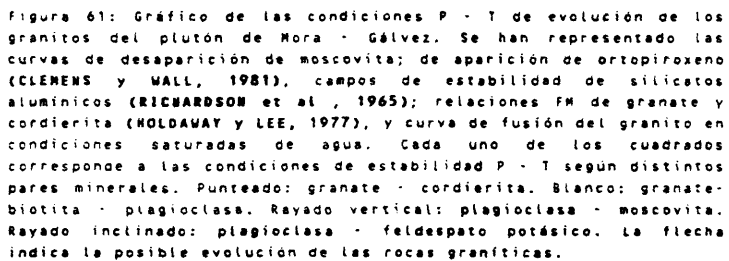 Figura 61: Gráfico de las condiciones P - T de evolución de los
granitos del plutón de Mora - Gálvez. Se han representado las
curvas de desaparición de moscovita; de aparición de ortopiroxeno
(CLEMENS y WALL, 1981), campos de estabilidad de silicatos
alumínicos (RICHARDSON et al , 1965); relaciones FM de granate y
cordierita (HOLDAWAY y LEE, 1977), y curva de fusión del granito en
condiciones saturadas de agua. Cada uno de los cuadrados
corresponde a las condiciones de estabilidad P - T según distintos
pares minerales. Punteado: granate - cordierita. Blanco: granate-
biotita - plagioclasa. Rayado vertical: plagioclasa - moscovita.
Rayado inclinado: plagioclasa - feldespato potásico. La flecha
indica la posible evolución de las rocas graníticas.